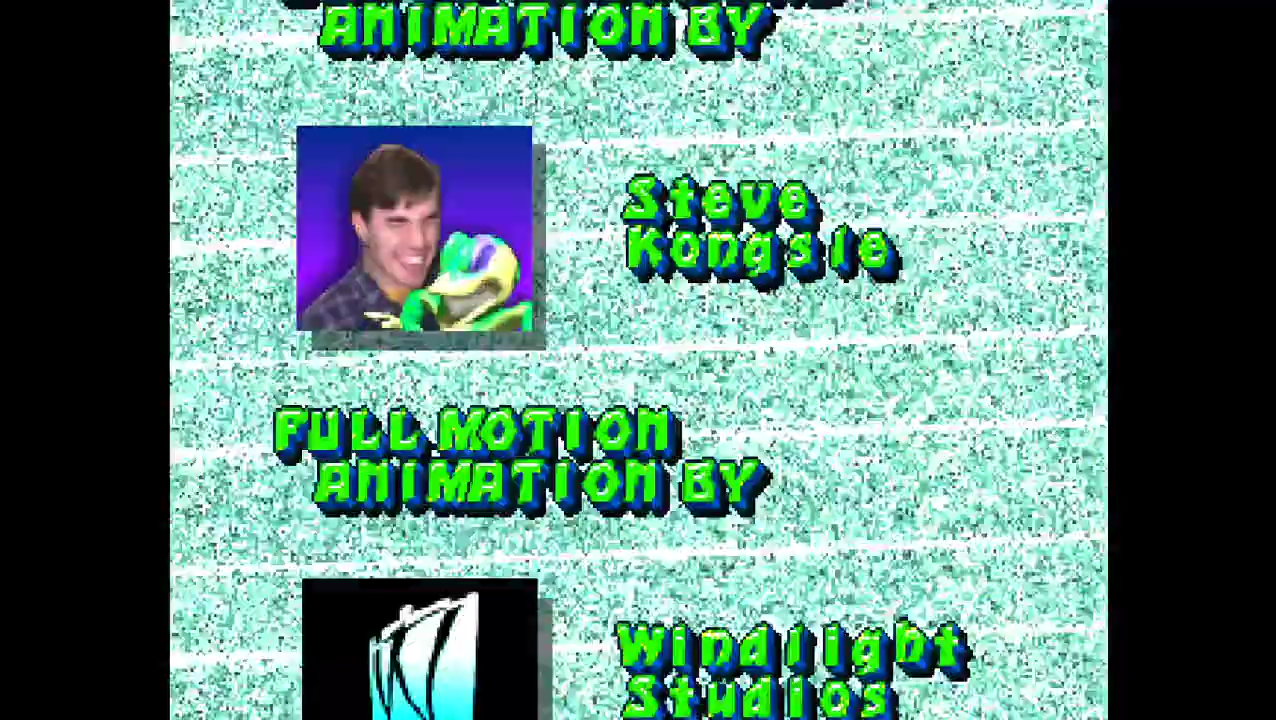 ANIMATION BY
Steve
Kongsle
FULL MOTION
ANIMATION BY
Windlight
Studios